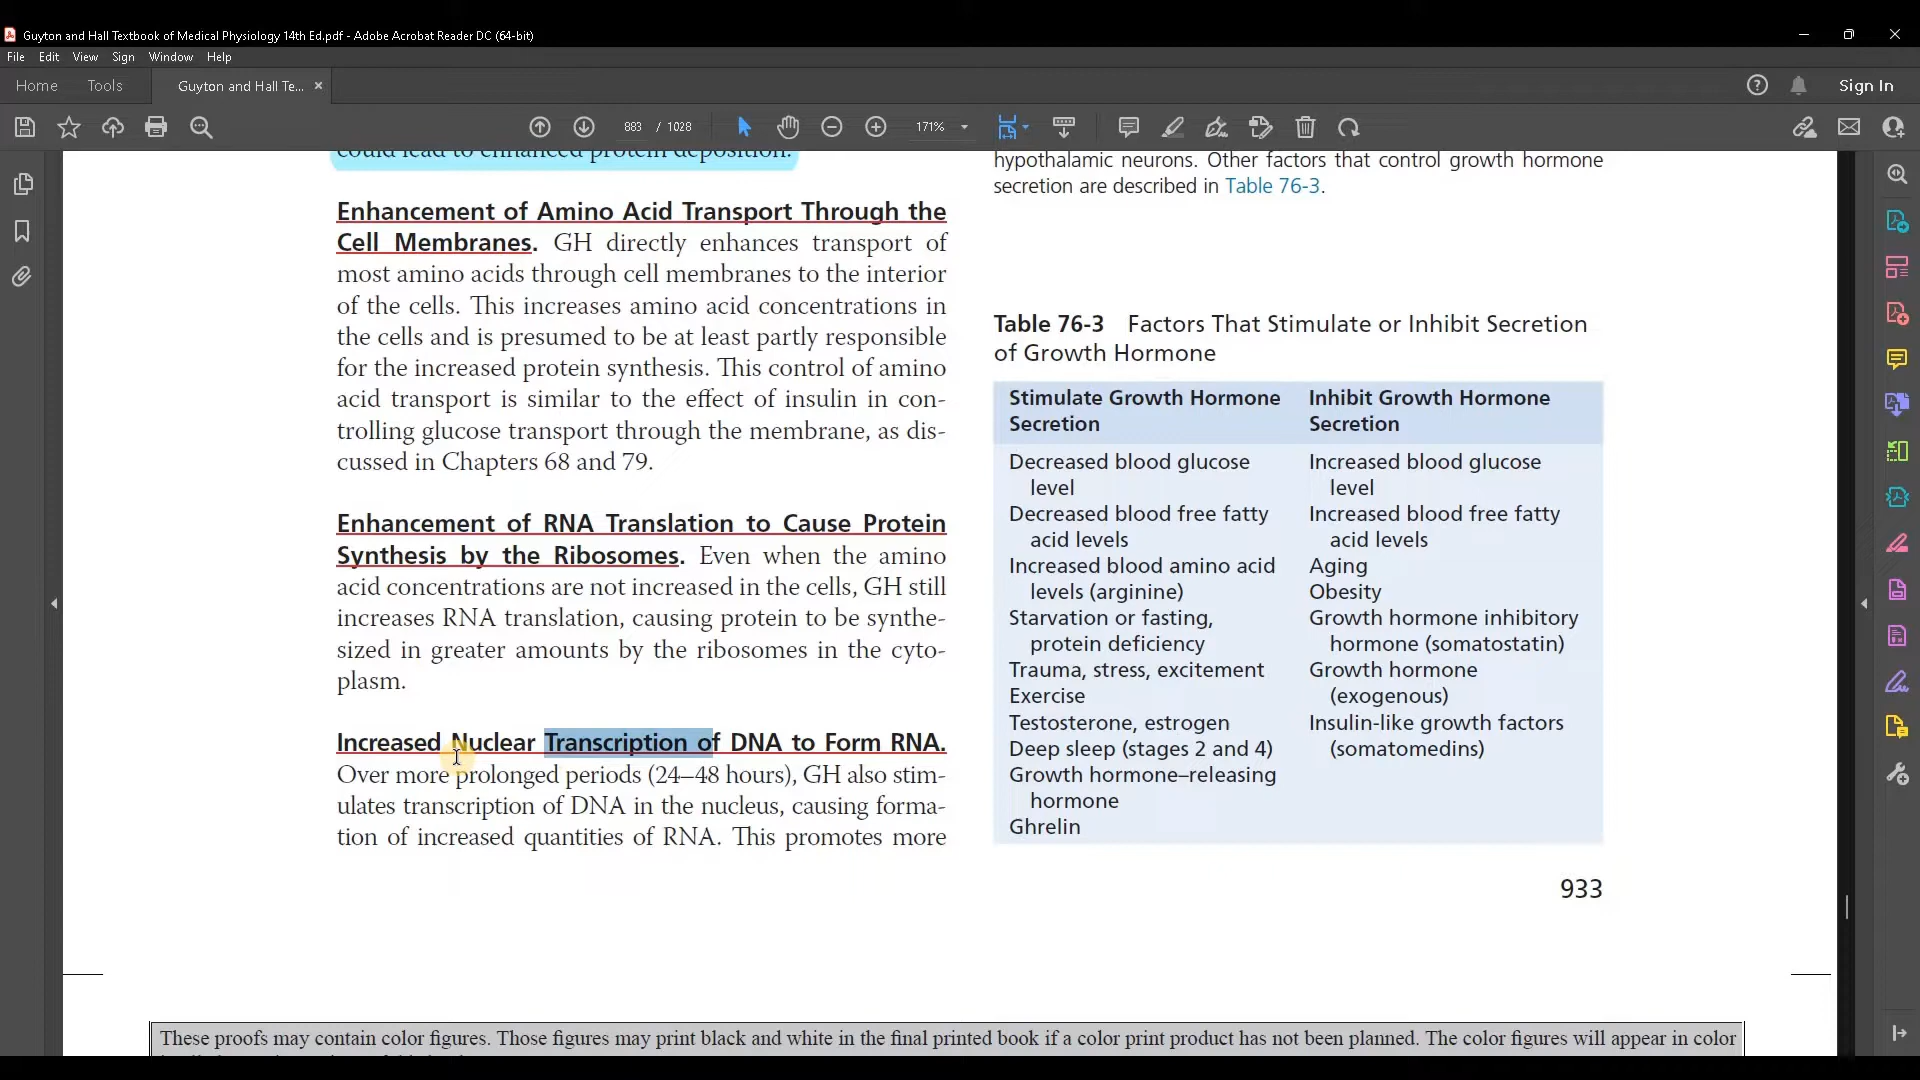 Guyton and Hall Textbook of Medical Physiology 14th Ed.pdf - Adobe Acrobat Reader DC (64-bit)
File Edit View Sign Window Help
Home Tools Guyton and Hall Te... × Sign In
883 / 1028 171%
could lead to enhanced protein deposition.
Enhancement of Amino Acid Transport Through the
Cell Membranes. GH directly enhances transport of
most amino acids through cell membranes to the interior
of the cells. This increases amino acid concentrations in
the cells and is presumed to be at least partly responsible
for the increased protein synthesis. This control of amino
acid transport is similar to the effect of insulin in con-
trolling glucose transport through the membrane, as dis-
cussed in Chapters 68 and 79.
Enhancement of RNA Translation to Cause Protein
Synthesis by the Ribosomes. Even when the amino
acid concentrations are not increased in the cells, GH still
increases RNA translation, causing protein to be synthe-
sized in greater amounts by the ribosomes in the cyto-
plasm.
Increased Nuclear Transcription of DNA to Form RNA.
Over more prolonged periods (24–48 hours), GH also stim-
ulates transcription of DNA in the nucleus, causing forma-
tion of increased quantities of RNA. This promotes more
hypothalamic neurons. Other factors that control growth hormone
secretion are described in Table 76-3.
Table 76-3 Factors That Stimulate or Inhibit Secretion
of Growth Hormone
Stimulate Growth Hormone
Secretion
Decreased blood glucose
level
Decreased blood free fatty
acid levels
Increased blood amino acid
levels (arginine)
Starvation or fasting,
protein deficiency
Trauma, stress, excitement
Exercise
Testosterone, estrogen
Deep sleep (stages 2 and 4)
Growth hormone–releasing
hormone
Ghrelin
Inhibit Growth Hormone
Secretion
Increased blood glucose
level
Increased blood free fatty
acid levels
Aging
Obesity
Growth hormone inhibitory
hormone (somatostatin)
Growth hormone
(exogenous)
Insulin-like growth factors
(somatomedins)
933
These proofs may contain color figures. Those figures may print black and white in the final printed book if a color print product has not been planned. The color figures will appear in color